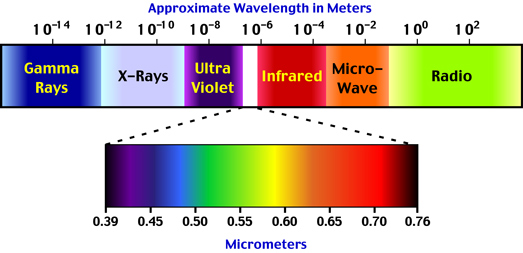 Approximate Wavelength in Meters
10⁻¹⁴ 10⁻¹² 10⁻¹⁰ 10⁻⁸ 10⁻⁶ 10⁻⁴ 10⁻² 10⁰ 10²
Gamma Rays X-Rays Ultra Violet Infrared Micro-Wave Radio
0.39 0.45 0.50 0.55 0.60 0.65 0.70 0.76
Micrometers